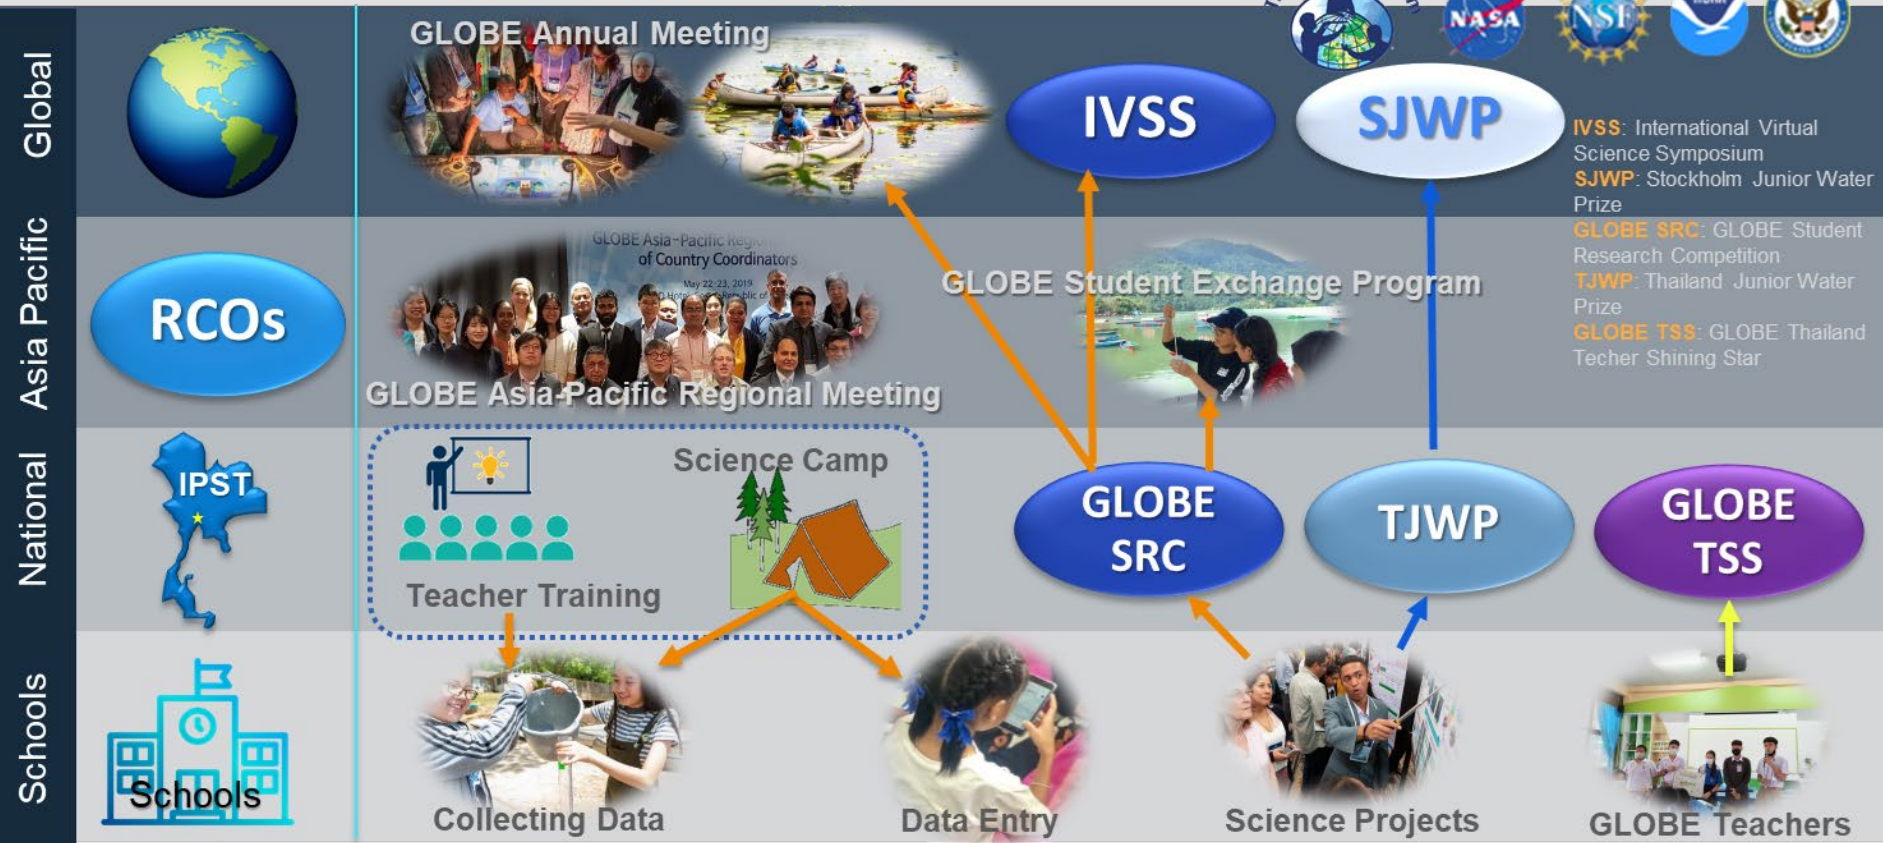 GLOBE Annual Meeting
NASA
NSF
Global
IVSS
SJWP
IVSS: International Virtual
Science Symposium
SJWP: Stockholm Junior Water
Prize
GLOBE SRC: GLOBE Student
Research Competition
TJWP: Thailand Junior Water
Prize
GLOBE TSS: GLOBE Thailand
Techer Shining Star
Asia Pacific
RCOs
GLOBE Asia-Pacific
of Country Coordinators
May 22-23, 2019
GLOBE Asia-Pacific Regional Meeting
GLOBE Student Exchange Program
National
IPST
Teacher Training
Science Camp
GLOBE
SRC
TJWP
GLOBE
TSS
Schools
Schools
Collecting Data
Data Entry
Science Projects
GLOBE Teachers